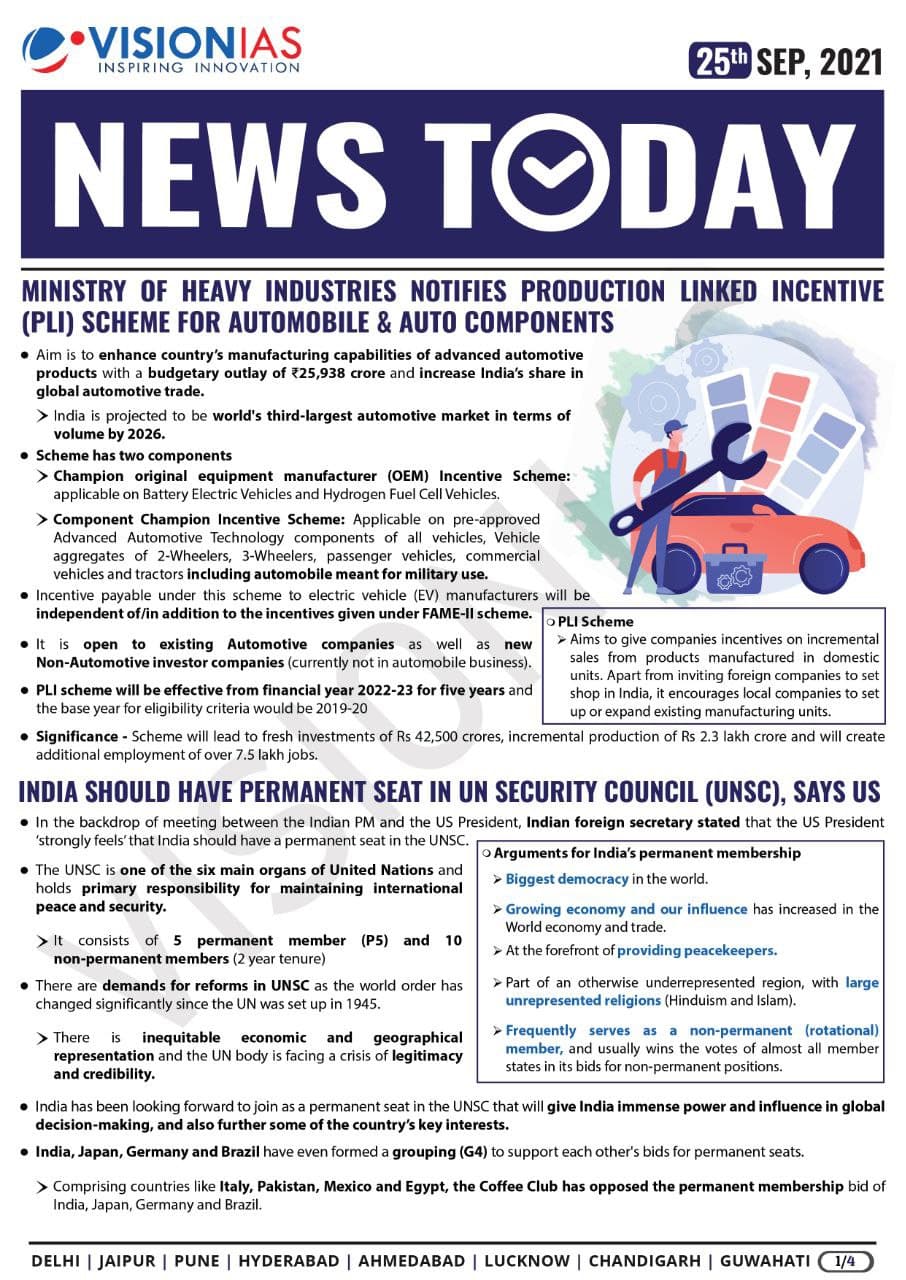 VISIONIAS
INSPIRING INNOVATION
25th SEP, 2021
NEWS TODAY
MINISTRY OF HEAVY INDUSTRIES NOTIFIES PRODUCTION LINKED INCENTIVE
(PLI) SCHEME FOR AUTOMOBILE & AUTO COMPONENTS
● Aim is to enhance country's manufacturing capabilities of advanced automotive
products with a budgetary outlay of ₹25,938 crore and increase India's share in
global automotive trade.
➢ India is projected to be world's third-largest automotive market in terms of
volume by 2026.
● Scheme has two components
➢ Champion original equipment manufacturer (OEM) Incentive Scheme:
applicable on Battery Electric Vehicles and Hydrogen Fuel Cell Vehicles.
➢ Component Champion Incentive Scheme: Applicable on pre-approved
Advanced Automotive Technology components of all vehicles, Vehicle
aggregates of 2-Wheelers, 3-Wheelers, passenger vehicles, commercial
vehicles and tractors including automobile meant for military use.
● Incentive payable under this scheme to electric vehicle (EV) manufacturers will be
independent of/in addition to the incentives given under FAME-II scheme.
● It is open to existing Automotive companies as well as new
Non-Automotive investor companies (currently not in automobile business).
● PLI scheme will be effective from financial year 2022-23 for five years and
the base year for eligibility criteria would be 2019-20
❍ PLI Scheme
➢ Aims to give companies incentives on incremental
sales from products manufactured in domestic
units. Apart from inviting foreign companies to set
shop in India, it encourages local companies to set
up or expand existing manufacturing units.
● Significance - Scheme will lead to fresh investments of Rs 42,500 crores, incremental production of Rs 2.3 lakh crore and will create
additional employment of over 7.5 lakh jobs.
INDIA SHOULD HAVE PERMANENT SEAT IN UN SECURITY COUNCIL (UNSC), SAYS US
● In the backdrop of meeting between the Indian PM and the US President, Indian foreign secretary stated that the US President
'strongly feels' that India should have a permanent seat in the UNSC.
● The UNSC is one of the six main organs of United Nations and
holds primary responsibility for maintaining international
peace and security.
➢ It consists of 5 permanent member (P5) and 10
non-permanent members (2 year tenure)
● There are demands for reforms in UNSC as the world order has
changed significantly since the UN was set up in 1945.
➢ There is inequitable economic and geographical
representation and the UN body is facing a crisis of legitimacy
and credibility.
❍ Arguments for India's permanent membership
➢ Biggest democracy in the world.
➢ Growing economy and our influence has increased in the
World economy and trade.
➢ At the forefront of providing peacekeepers.
➢ Part of an otherwise underrepresented region, with large
unrepresented religions (Hinduism and Islam).
➢ Frequently serves as a non-permanent (rotational)
member, and usually wins the votes of almost all member
states in its bids for non-permanent positions.
● India has been looking forward to join as a permanent seat in the UNSC that will give India immense power and influence in global
decision-making, and also further some of the country's key interests.
● India, Japan, Germany and Brazil have even formed a grouping (G4) to support each other's bids for permanent seats.
➢ Comprising countries like Italy, Pakistan, Mexico and Egypt, the Coffee Club has opposed the permanent membership bid of
India, Japan, Germany and Brazil.
DELHI | JAIPUR | PUNE | HYDERABAD | AHMEDABAD | LUCKNOW | CHANDIGARH | GUWAHATI 1/4